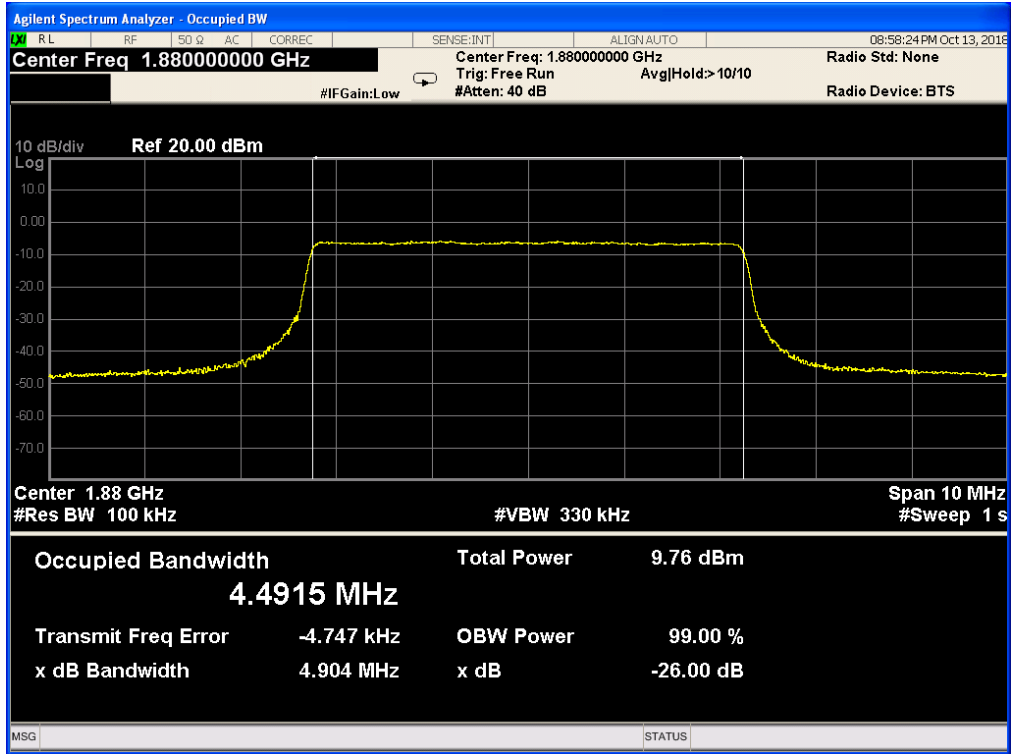 Agilent Spectrum Analyzer - Occupied BW
LXI RL RF 50 Ω AC CORREC SENSE:INT ALIGN AUTO 08:58:24 PM Oct 13, 2018
Center Freq 1.880000000 GHz
Center Freq: 1.880000000 GHz Radio Std: None
Trig: Free Run Avg|Hold:>10/10
#IFGain:Low #Atten: 40 dB Radio Device: BTS
10 dB/div Ref 20.00 dBm
Log
10.0
0.00
-10.0
-20.0
-30.0
-40.0
-50.0
-60.0
-70.0
Center 1.88 GHz Span 10 MHz
#Res BW 100 kHz #VBW 330 kHz #Sweep 1 s
Occupied Bandwidth Total Power 9.76 dBm
4.4915 MHz
Transmit Freq Error -4.747 kHz OBW Power 99.00 %
x dB Bandwidth 4.904 MHz x dB -26.00 dB
MSG STATUS